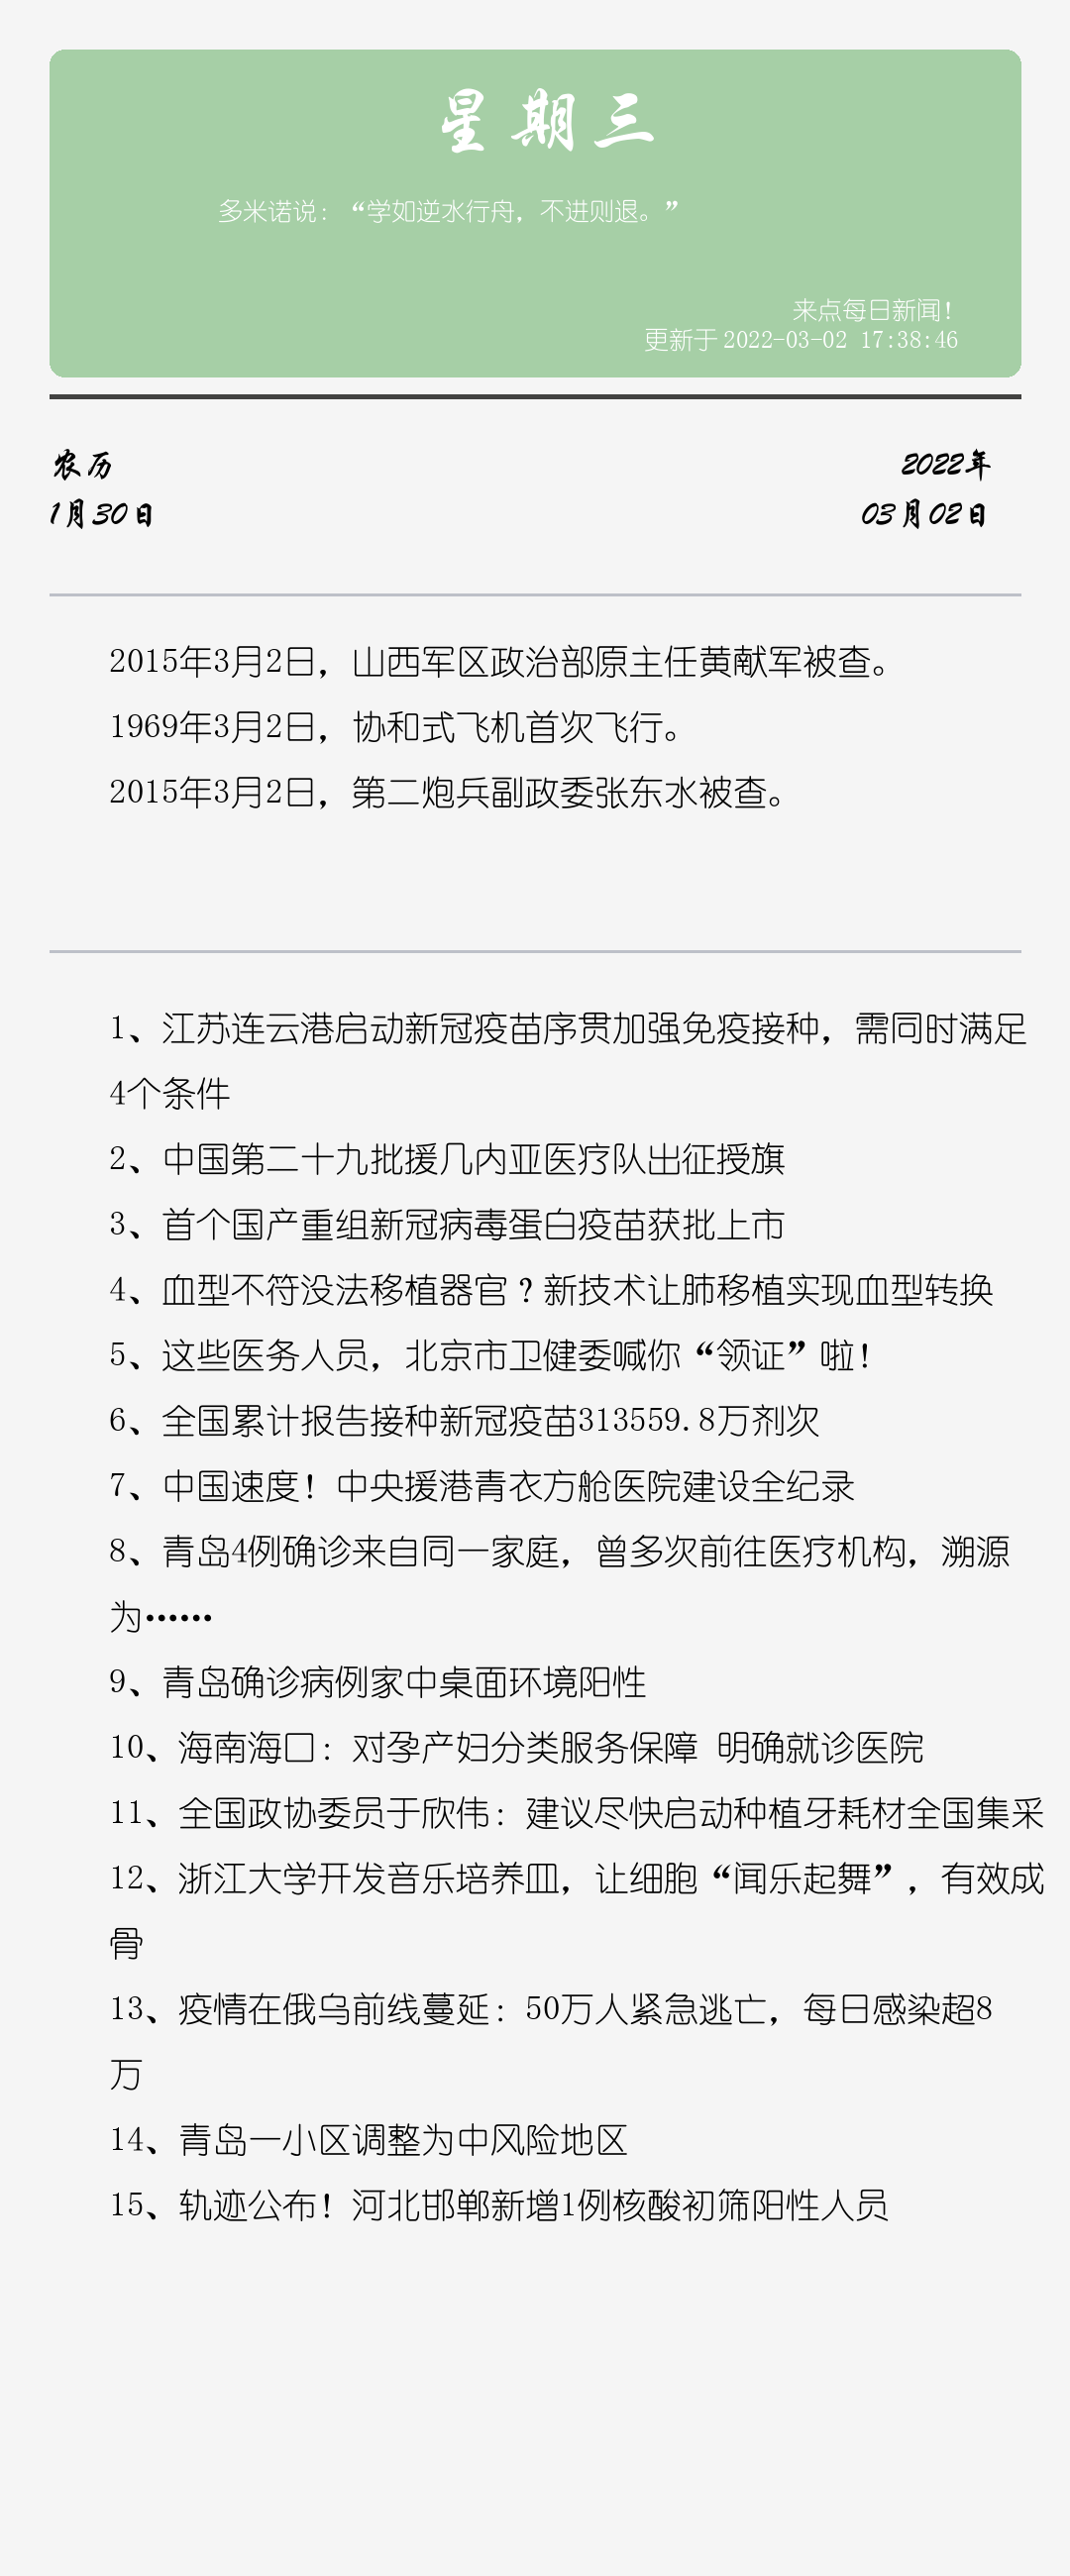 星期三
多米诺说：“学如逆水行舟，不进则退。”
来点每日新闻！
更新于 2022-03-02 17:38:46
农历
2022年
1月30日
03月02日
2015年3月2日，山西军区政治部原主任黄献军被查。
1969年3月2日，协和式飞机首次飞行。
2015年3月2日，第二炮兵副政委张东水被查。
1、江苏连云港启动新冠疫苗序贯加强免疫接种，需同时满足
4个条件
2、中国第二十九批援几内亚医疗队出征授旗
3、首个国产重组新冠病毒蛋白疫苗获批上市
4、血型不符没法移植器官？新技术让肺移植实现血型转换
5、这些医务人员，北京市卫健委喊你“领证”啦！
6、全国累计报告接种新冠疫苗313559.8万剂次
7、中国速度！中央援港青衣方舱医院建设全纪录
8、青岛4例确诊来自同一家庭，曾多次前往医疗机构，溯源
为……
9、青岛确诊病例家中桌面环境阳性
10、海南海口：对孕产妇分类服务保障 明确就诊医院
11、全国政协委员于欣伟：建议尽快启动种植牙耗材全国集采
12、浙江大学开发音乐培养皿，让细胞“闻乐起舞”，有效成
骨
13、疫情在俄乌前线蔓延：50万人紧急逃亡，每日感染超8
万
14、青岛一小区调整为中风险地区
15、轨迹公布！河北邯郸新增1例核酸初筛阳性人员